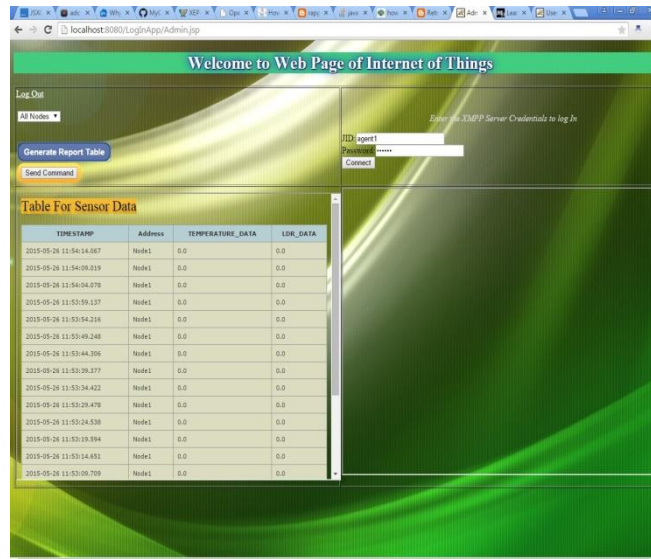 localhost:8080/LogInApp/Admin.jsp
Welcome to Web Page of Internet of Things
Log Out
All Nodes
Generate Report Table
Send Command
Enter the XMPP Server Credentials to log In
JID: agent1
Password: ••••••
Connect
Table For Sensor Data
TIMESTAMP Address TEMPERATURE_DATA LDR_DATA
2015-05-26 11:54:14.067 Node1 0.0 0.0
2015-05-26 11:54:09.019 Node1 0.0 0.0
2015-05-26 11:54:04.078 Node1 0.0 0.0
2015-05-26 11:53:59.137 Node1 0.0 0.0
2015-05-26 11:53:54.216 Node1 0.0 0.0
2015-05-26 11:53:49.248 Node1 0.0 0.0
2015-05-26 11:53:44.306 Node1 0.0 0.0
2015-05-26 11:53:39.377 Node1 0.0 0.0
2015-05-26 11:53:34.422 Node1 0.0 0.0
2015-05-26 11:53:29.478 Node1 0.0 0.0
2015-05-26 11:53:24.538 Node1 0.0 0.0
2015-05-26 11:53:19.594 Node1 0.0 0.0
2015-05-26 11:53:14.651 Node1 0.0 0.0
2015-05-26 11:53:09.709 Node1 0.0 0.0